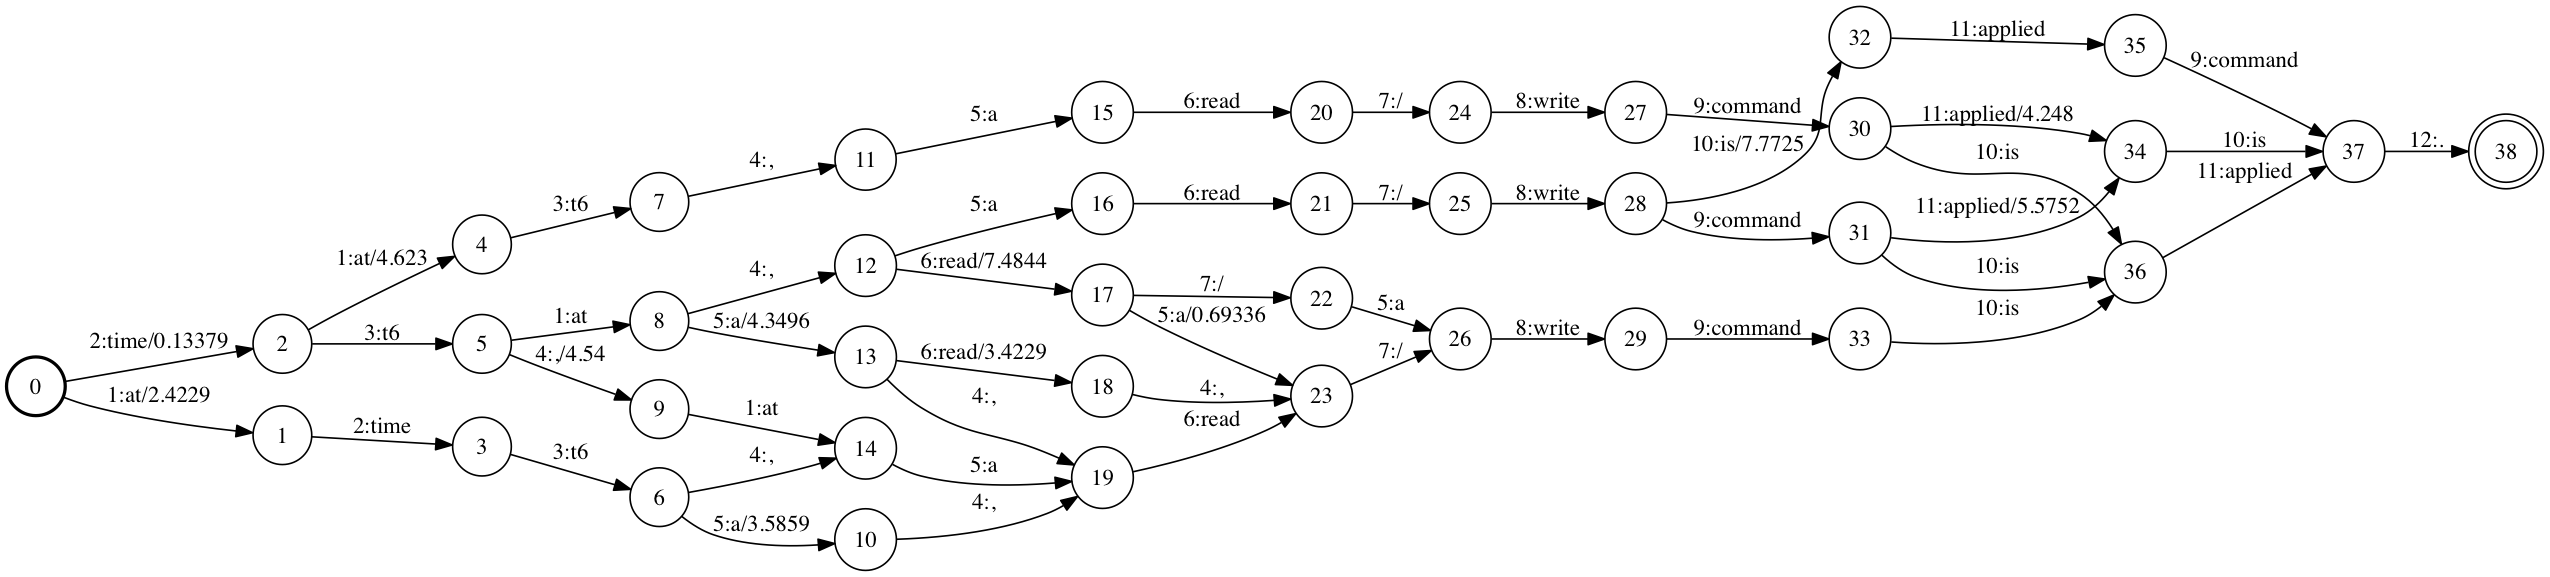 0
2:time/0.13379
1:at/2.4229
2
1
1:at/4.623
3:t6
2:time
4
5
3
3:t6
1:at
4:,/4.54
3:t6
7
8
9
6
4:,
4:,
5:a/4.3496
1:at
4:,
5:a/3.5859
11
12
13
14
10
5:a
5:a
6:read/7.4844
6:read/3.4229
4:,
5:a
4:,
15
16
17
18
19
6:read
6:read
7:/
5:a/0.69336
4:,
6:read
20
21
22
23
7:/
7:/
5:a
7:/
24
25
26
8:write
8:write
8:write
27
28
29
9:command
10:is/7.7725
9:command
9:command
32
30
31
33
11:applied
11:applied/4.248
10:is
11:applied/5.5752
10:is
10:is
35
34
36
9:command
10:is
11:applied
37
12:.
38